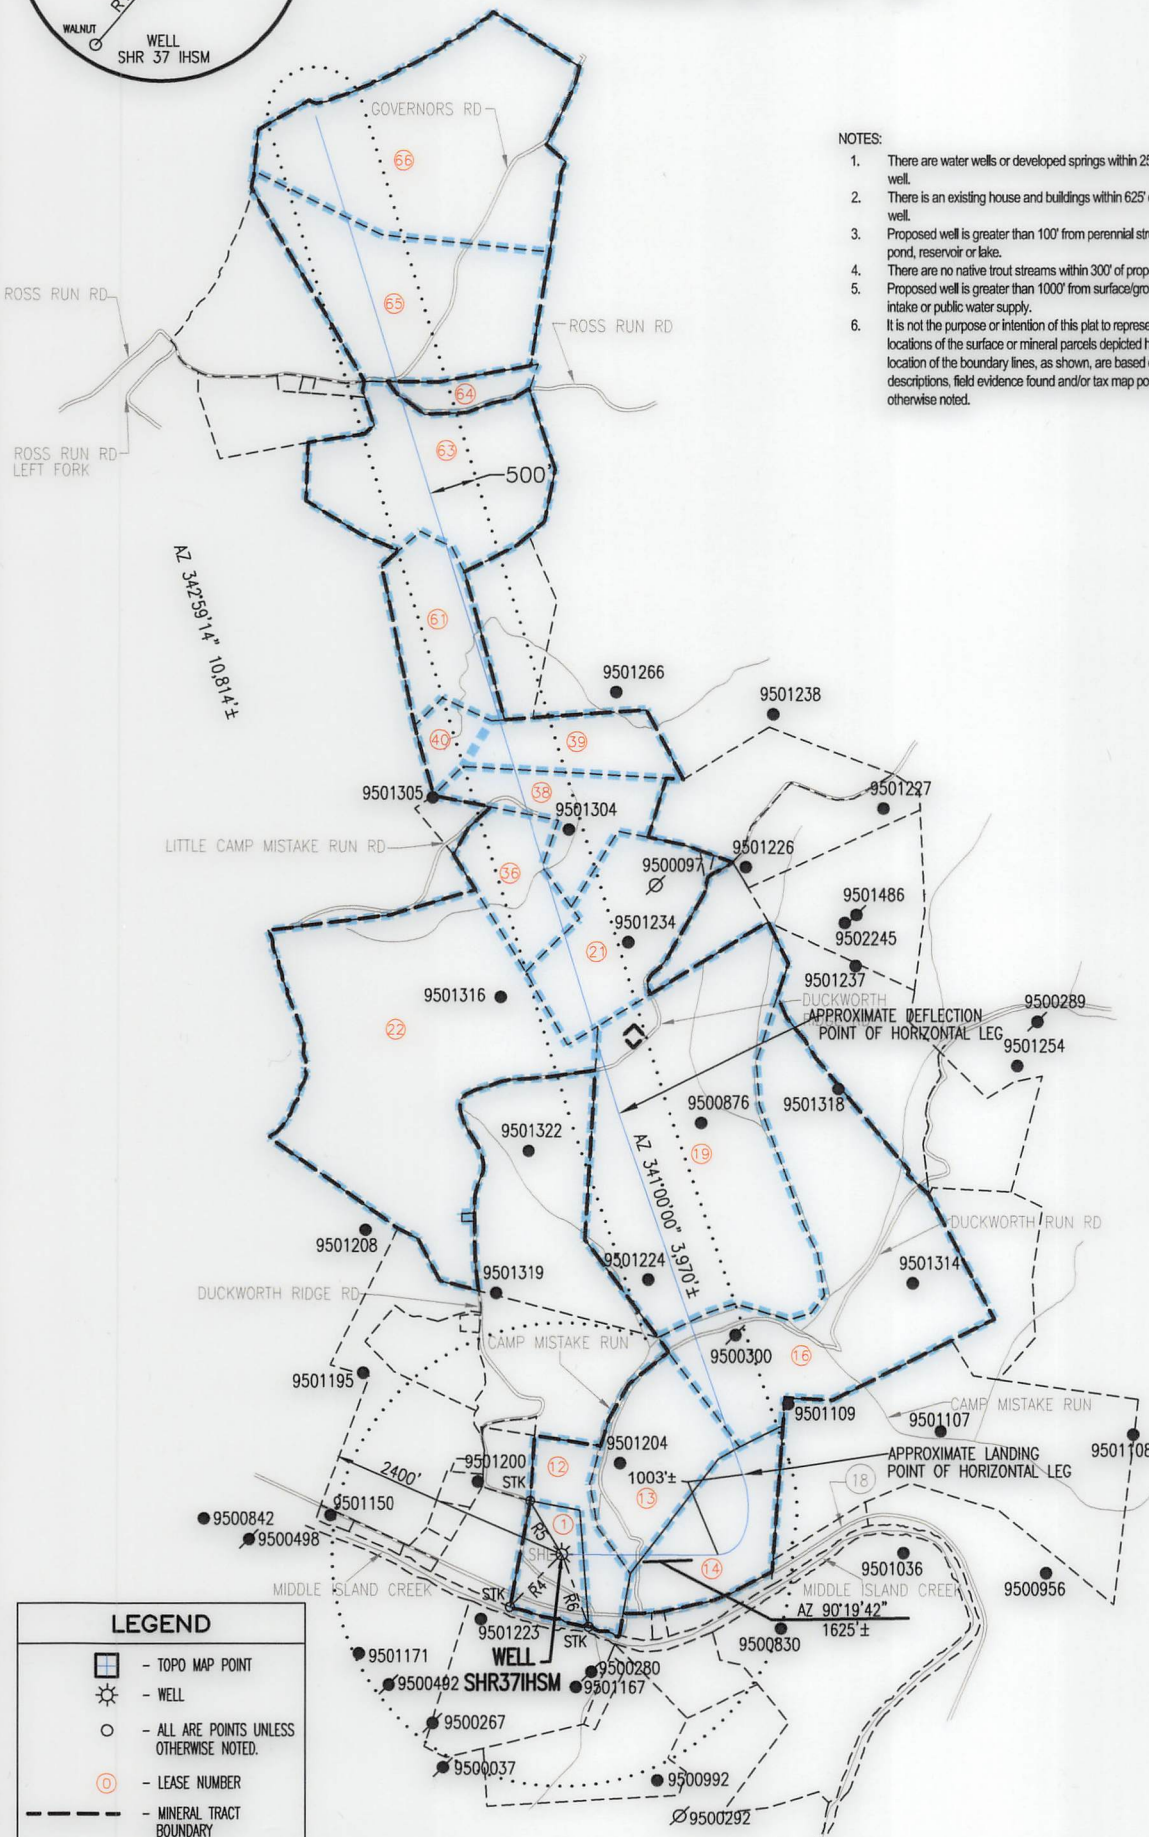 WALNUT
WELL
SHR 37 IHSM
GOVERNORS RD
66
NOTES:
1. There are water wells or developed springs within 25
well.
2. There is an existing house and buildings within 625'
well.
3. Proposed well is greater than 100' from perennial
pond, reservoir or lake.
4. There are no native trout streams within 300' of
5. Proposed well is greater than 1000' from
intake or public water supply.
6. It is not the purpose or intention of this plat to
locations of the surface or mineral parcels depicted
location of the boundary lines, as shown, are based
descriptions, field evidence found and/or tax map
otherwise noted.
ROSS RUN RD
65
ROSS RUN RD
64
ROSS RUN RD
LEFT FORK
63
500'
AZ 342°59'14" 10,814'±
61
9501266
9501238
40
39
9501305
38
9501304
9501227
LITTLE CAMP MISTAKE RUN RD
36
9500097
9501226
9501486
9502245
9501234
21
9501237
9501316
22
DUCKWORTH
APPROXIMATE DEFLECTION
POINT OF HORIZONTAL LEG
9500289
9501254
9501318
9500876
9501322
19
AZ 341°00'00" 3,970'±
9501208
DUCKWORTH RUN RD
9501224
9501314
9501319
DUCKWORTH RIDGE RD
CAMP MISTAKE RUN
9500300
16
9501195
9501109
CAMP MISTAKE RUN
9501107
9501108
9501204
APPROXIMATE LANDING
POINT OF HORIZONTAL LEG
12
1003'±
9501200
STK
2400'
13
18
9501150
9500842
9500498
1
R5
SHL
R4
R6
14
9501036
9500956
MIDDLE ISLAND CREEK
MIDDLE ISLAND CREEK
STK
AZ 90°19'42"
1625'±
9501223
STK
9500830
WELL
SHR37IHSM
9501171
9500492
9500280
9501167
9500267
9500037
9500992
9500292
LEGEND
- TOPO MAP POINT
- WELL
- ALL ARE POINTS UNLESS
OTHERWISE NOTED.
0 - LEASE NUMBER
- MINERAL TRACT
BOUNDARY